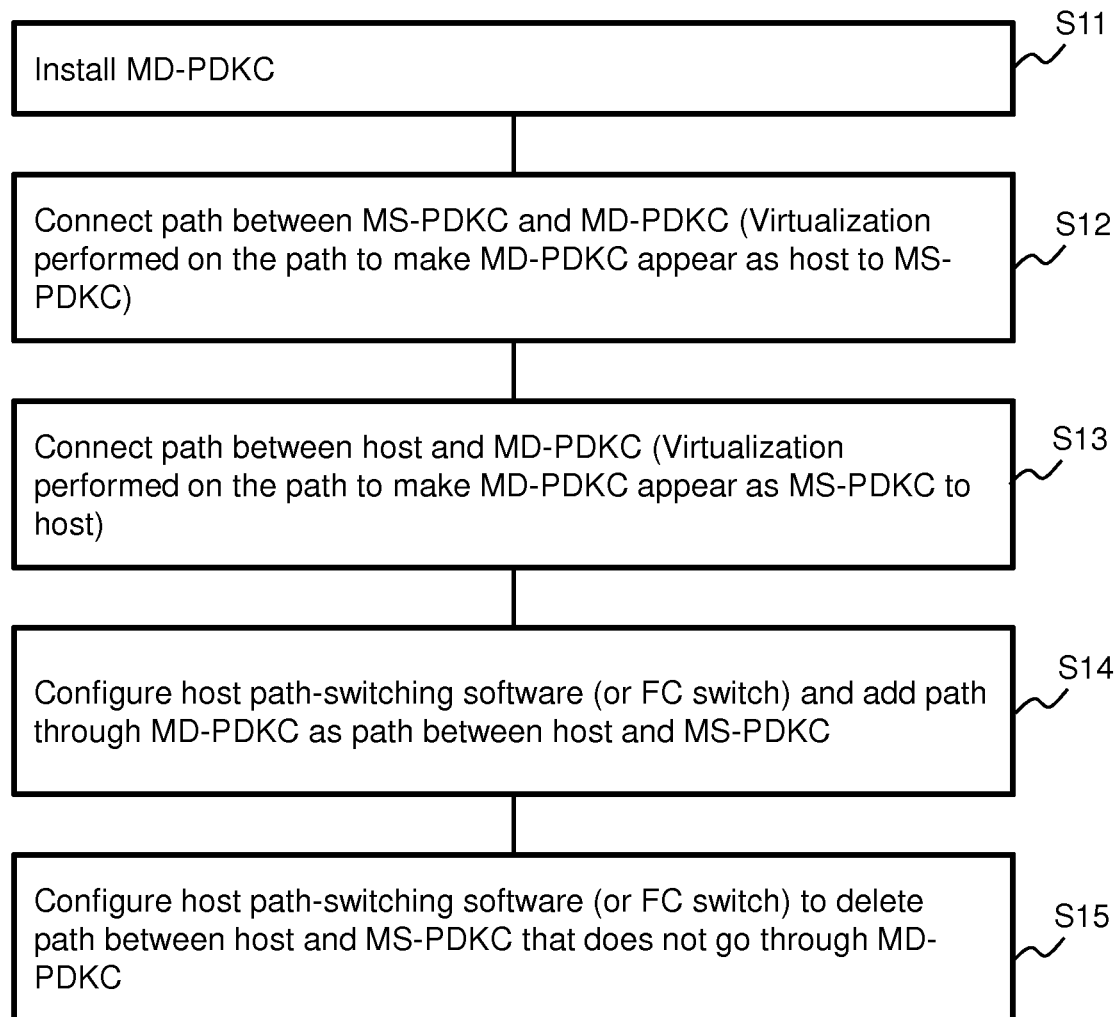 S11
Install MD-PDKC
S12
Connect path between MS-PDKC and MD-PDKC (Virtualization
performed on the path to make MD-PDKC appear as host to MS-
PDKC)
S13
Connect path between host and MD-PDKC (Virtualization
performed on the path to make MD-PDKC appear as MS-PDKC to
host)
S14
Configure host path-switching software (or FC switch) and add path
through MD-PDKC as path between host and MS-PDKC
S15
Configure host path-switching software (or FC switch) to delete
path between host and MS-PDKC that does not go through MD-
PDKC